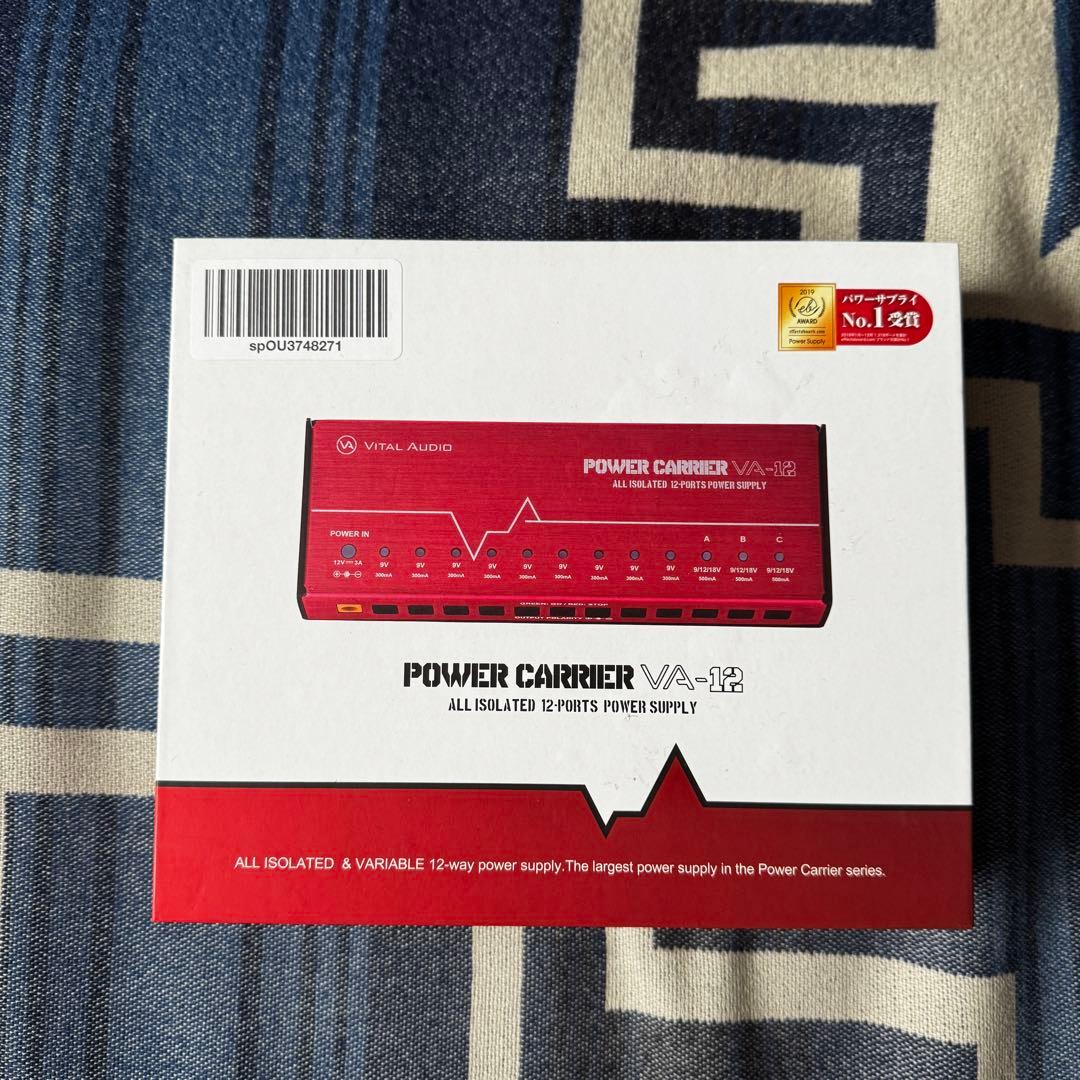 spOU3748271
2019
eb
AWARD
effectsboard.com
Power Supply
パワーサプライ
No.1受賞
VA VITAL AUDIO
POWER CARRIER VA-12
ALL ISOLATED 12-PORTS POWER SUPPLY
POWER IN
A B C
12V 3A 9V 9V 9V 9V 9V 9V 9V 9V 9V 9/12/18V 9/12/18V 9/12/18V
300mA 300mA 300mA 300mA 300mA 300mA 300mA 300mA 300mA 500mA 500mA 500mA
POWER CARRIER VA-12
ALL ISOLATED 12-PORTS POWER SUPPLY
ALL ISOLATED & VARIABLE 12-way power supply.The largest power supply in the Power Carrier series.